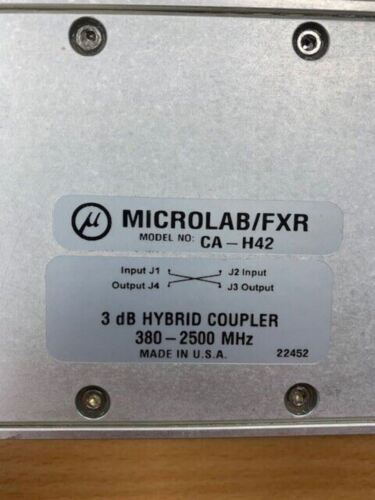 μ MICROLAB/FXR
MODEL NO: CA – H42
Input J1 J2 Input
Output J4 J3 Output
3 dB HYBRID COUPLER
380 – 2500 MHz
MADE IN U.S.A. 22452